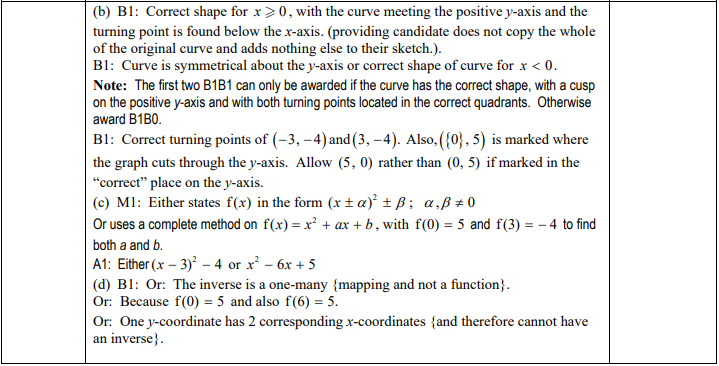 (b) B1: Correct shape for x ⩾ 0, with the curve meeting the positive y-axis and the
turning point is found below the x-axis. (providing candidate does not copy the whole
of the original curve and adds nothing else to their sketch.).
B1: Curve is symmetrical about the y-axis or correct shape of curve for x < 0.
Note: The first two B1B1 can only be awarded if the curve has the correct shape, with a cusp
on the positive y-axis and with both turning points located in the correct quadrants. Otherwise
award B1B0.
B1: Correct turning points of (−3, −4) and (3, −4). Also, ({0}, 5) is marked where
the graph cuts through the y-axis. Allow (5, 0) rather than (0, 5) if marked in the
“correct” place on the y-axis.
(c) M1: Either states f(x) in the form (x ± α)² ± β; α, β ≠ 0
Or uses a complete method on f(x) = x² + ax + b, with f(0) = 5 and f(3) = − 4 to find
both a and b.
A1: Either (x − 3)² − 4 or x² − 6x + 5
(d) B1: Or: The inverse is a one-many {mapping and not a function}.
Or: Because f(0) = 5 and also f(6) = 5.
Or: One y-coordinate has 2 corresponding x-coordinates {and therefore cannot have
an inverse}.